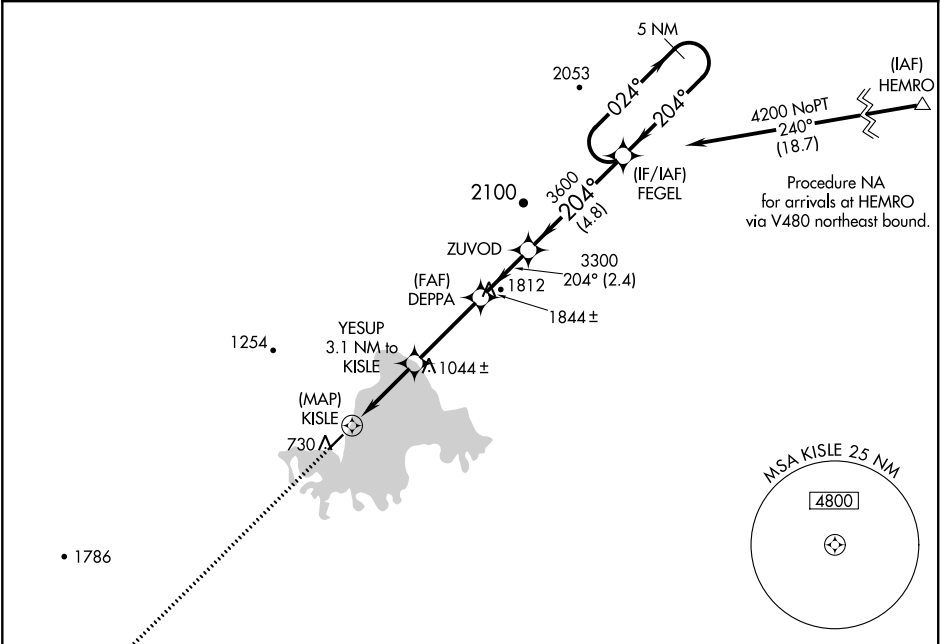 5 NM
2053
024°
204°
(IAF)
HEMRO
4200 NoPT
240°
(18.7)
(IF/IAF)
FEGEL
Procedure NA
for arrivals at HEMRO
via V480 northeast bound.
2100
3600
204°
(4.8)
ZUVOD
3300
204° (2.4)
(FAF)
DEPPA
1812
1844±
1254
YESUP
3.1 NM to
KISLE
1044±
(MAP)
KISLE
730
MSA KISLE 25 NM
4800
1786